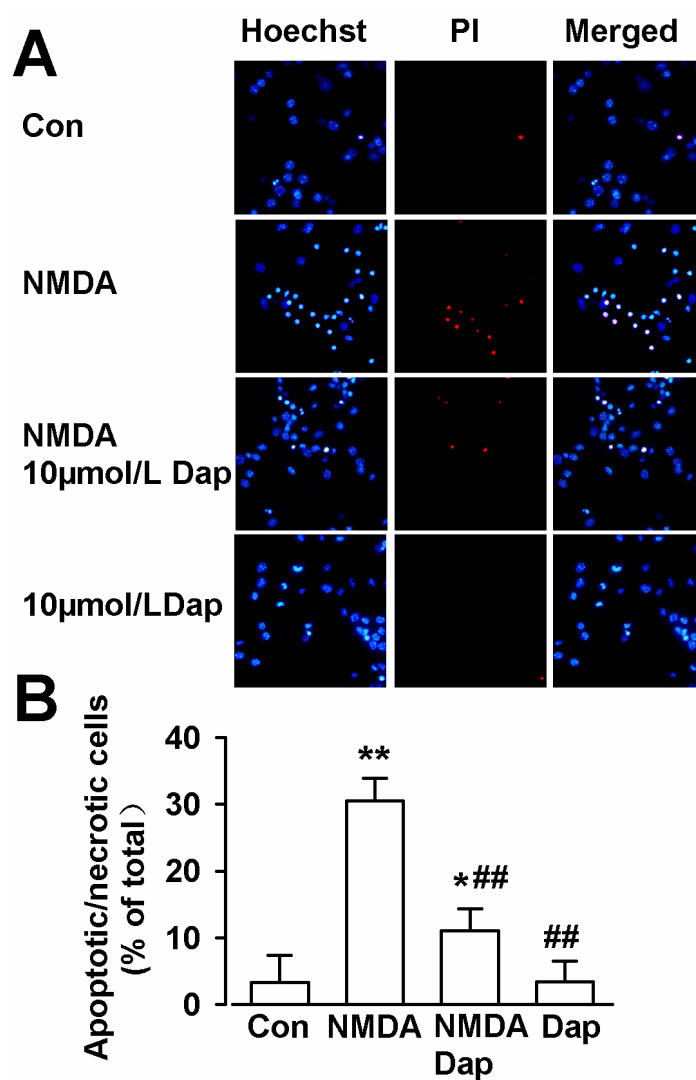 A
Hoechst PI Merged
Con
NMDA
NMDA
10μmol/L Dap
10μmol/LDap
B
Apoptotic/necrotic cells
(% of total）
40
30
20
10
0
**
*##
##
Con NMDA NMDA Dap
Dap